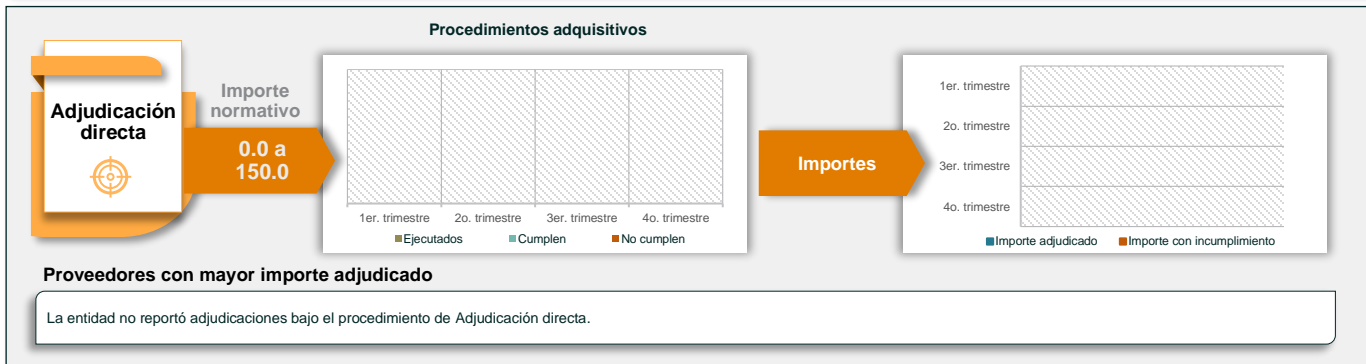 Procedimientos adquisitivos
Adjudicación
directa
Importe
normativo
0.0 a
150.0
1er. trimestre 2o. trimestre 3er. trimestre 4o. trimestre
Ejecutados Cumplen No cumplen
Importes
1er. trimestre
2o. trimestre
3er. trimestre
4o. trimestre
Importe adjudicado Importe con incumplimiento
Proveedores con mayor importe adjudicado
La entidad no reportó adjudicaciones bajo el procedimiento de Adjudicación directa.